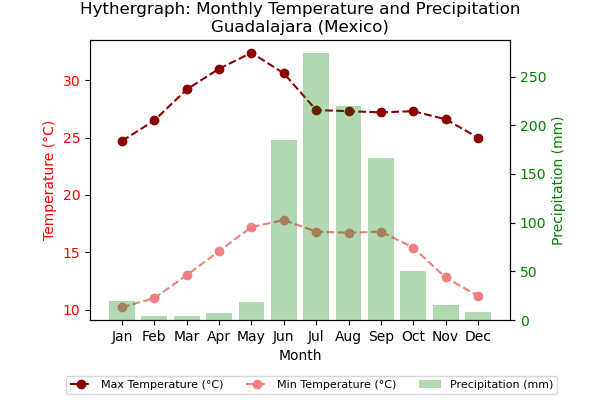 Hythergraph: Monthly Temperature and Precipitation
Guadalajara (Mexico)
Temperature (°C)
30
25
20
15
10
250
200
150
100
50
0
Precipitation (mm)
Jan Feb Mar Apr May Jun Jul Aug Sep Oct Nov Dec
Month
Max Temperature (°C) Min Temperature (°C) Precipitation (mm)